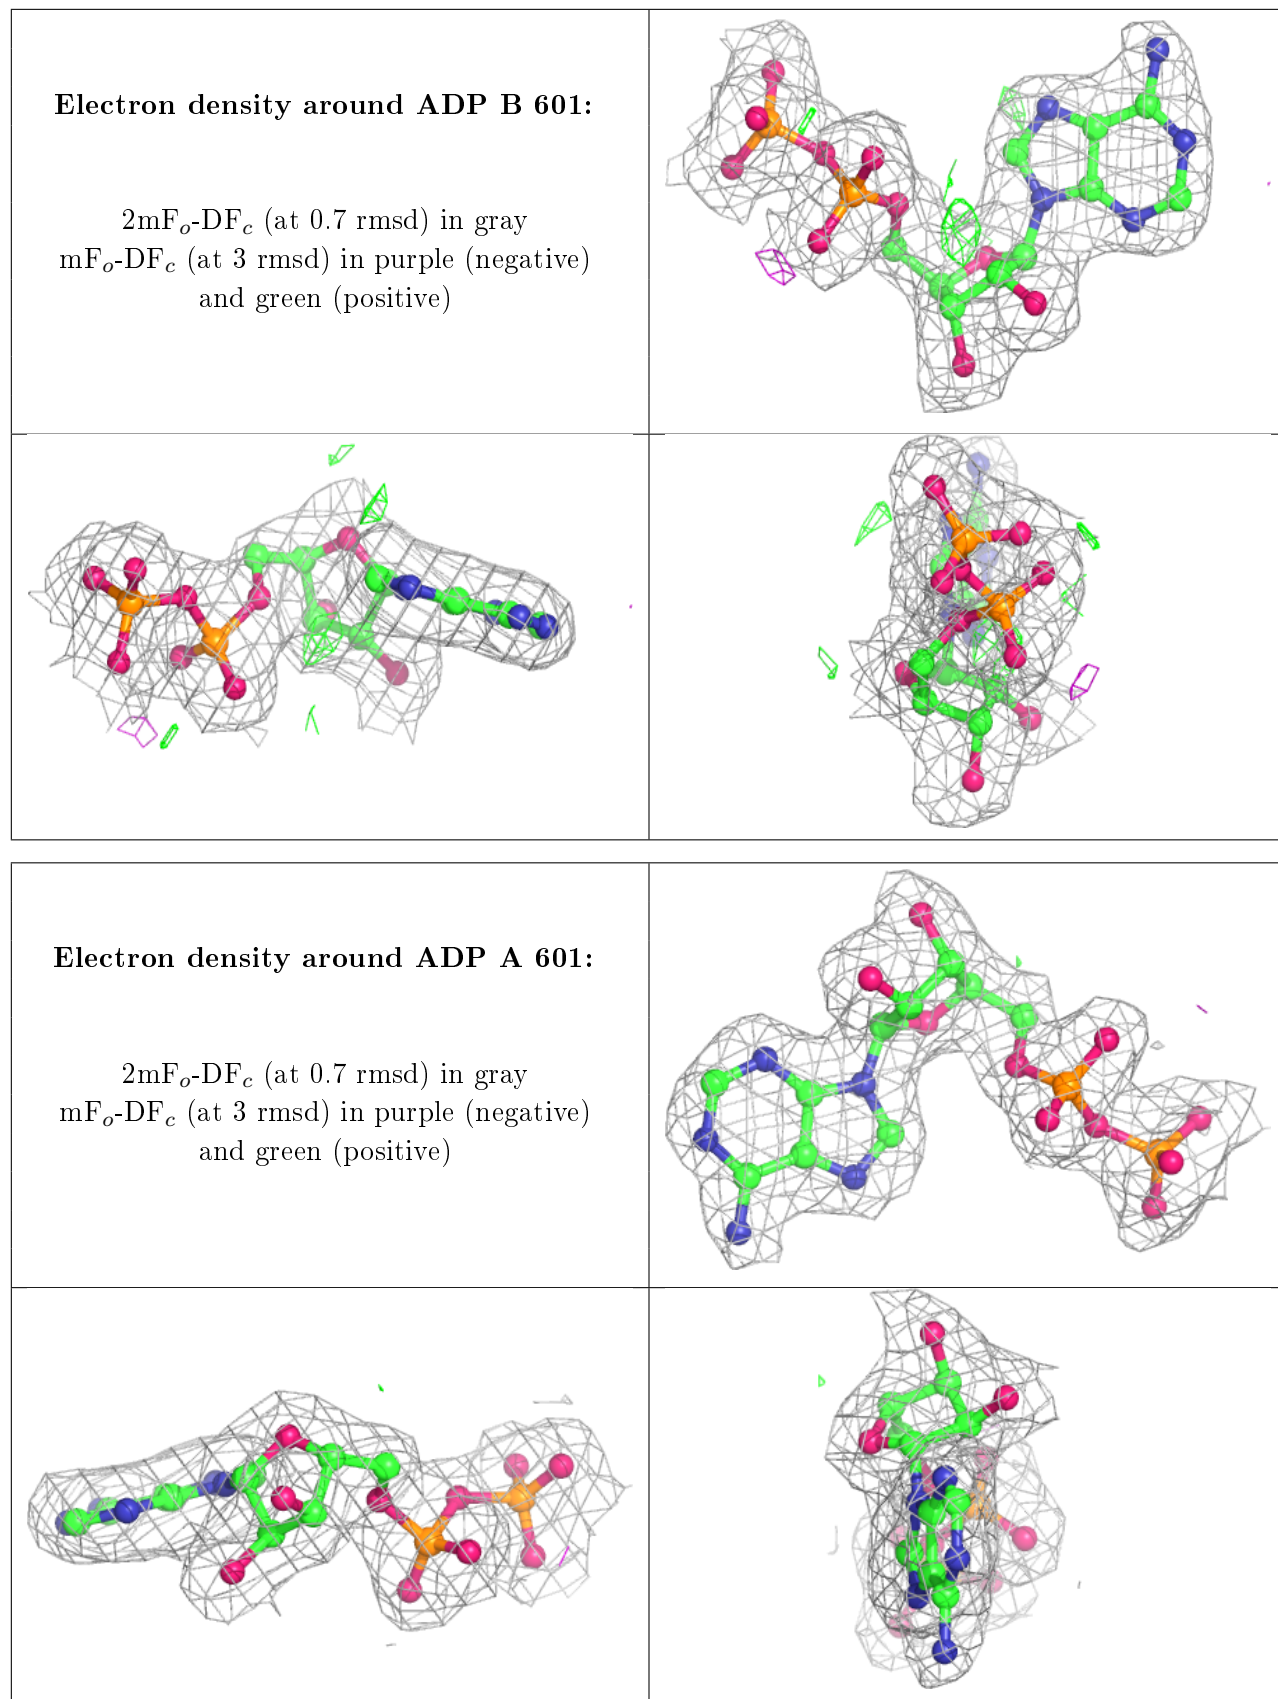 Electron density around ADP B 601:
2mFₒ-DF𝒸 (at 0.7 rmsd) in gray
mFₒ-DF𝒸 (at 3 rmsd) in purple (negative)
and green (positive)
Electron density around ADP A 601:
2mFₒ-DF𝒸 (at 0.7 rmsd) in gray
mFₒ-DF𝒸 (at 3 rmsd) in purple (negative)
and green (positive)